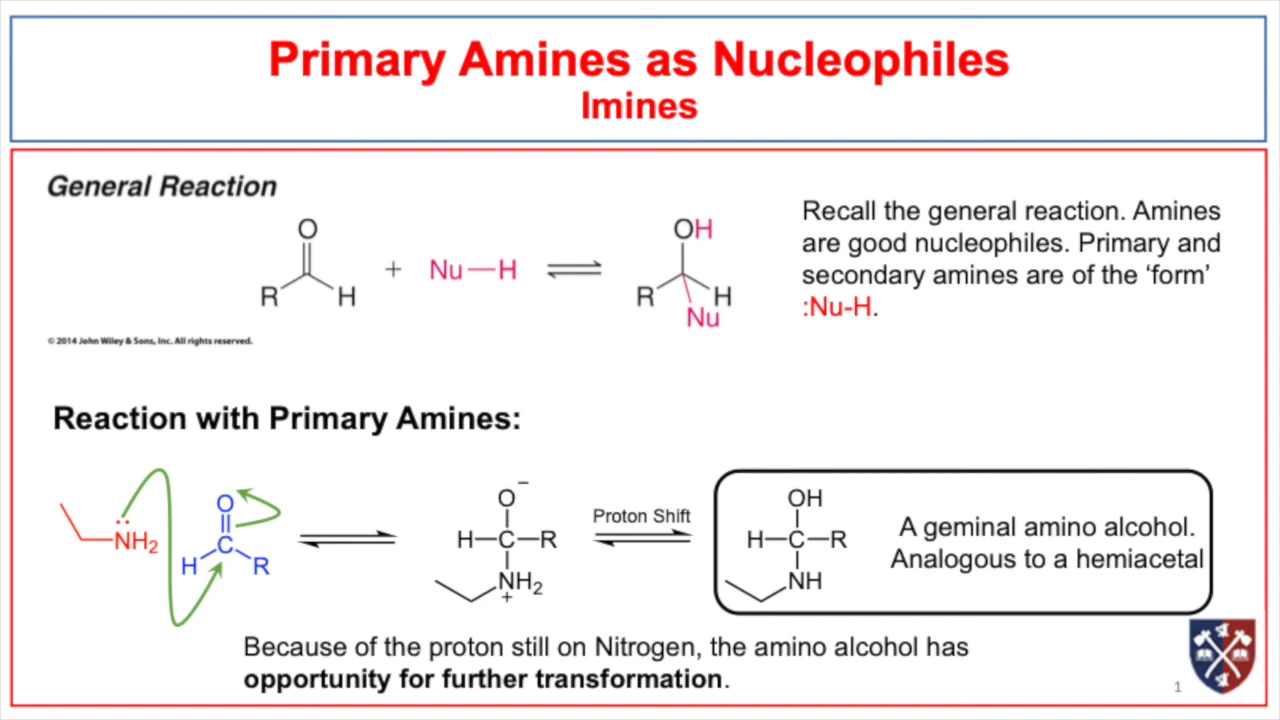 Primary Amines as Nucleophiles
Imines
General Reaction
O
R H
+
Nu—H
OH
R H
Nu
Recall the general reaction. Amines
are good nucleophiles. Primary and
secondary amines are of the ‘form’
:Nu-H.
© 2014 John Wiley & Sons, Inc. All rights reserved.
Reaction with Primary Amines:
NH2
O
C
H R
O−
H—C—R
NH2
+
Proton Shift
OH
H—C—R
NH
A geminal amino alcohol.
Analogous to a hemiacetal
Because of the proton still on Nitrogen, the amino alcohol has
opportunity for further transformation.
1